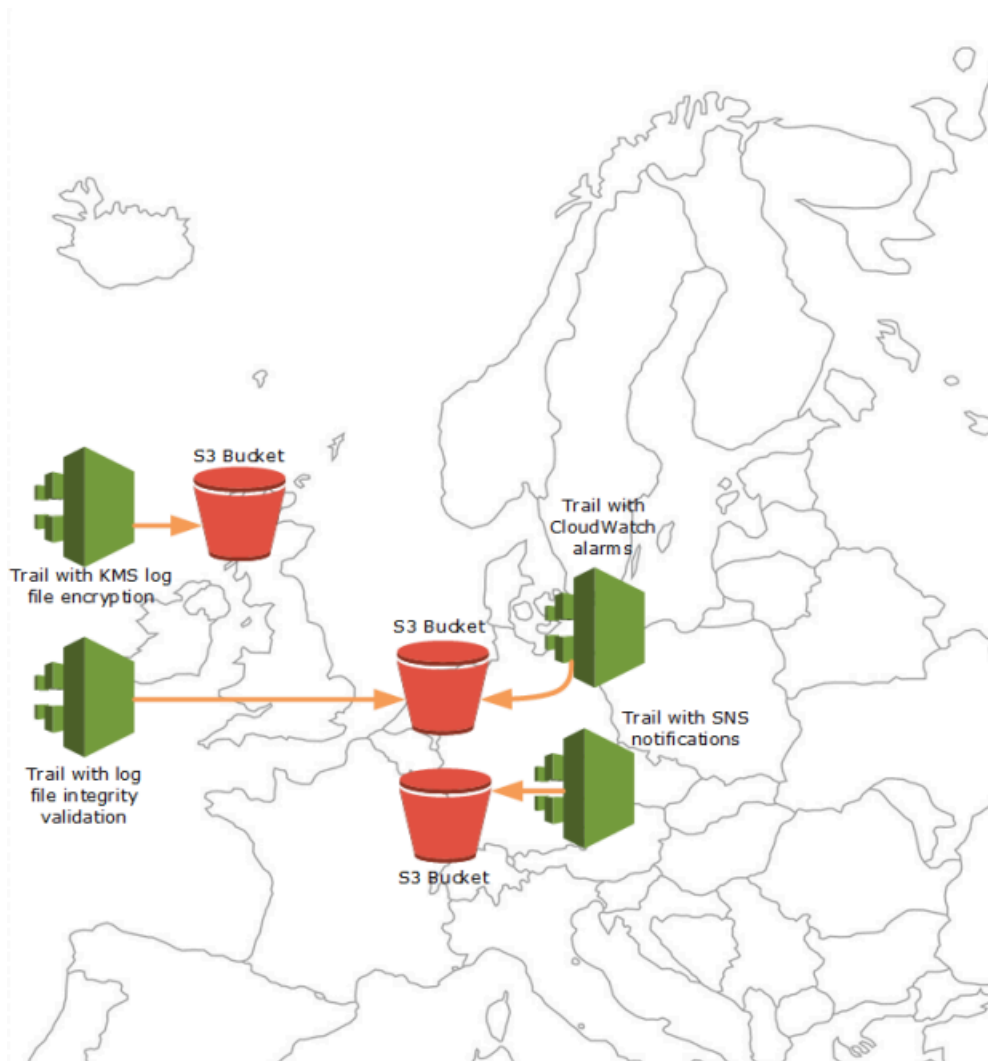 S3 Bucket
Trail with KMS log
file encryption
Trail with
CloudWatch
alarms
S3 Bucket
Trail with log
file integrity
validation
Trail with SNS
notifications
S3 Bucket